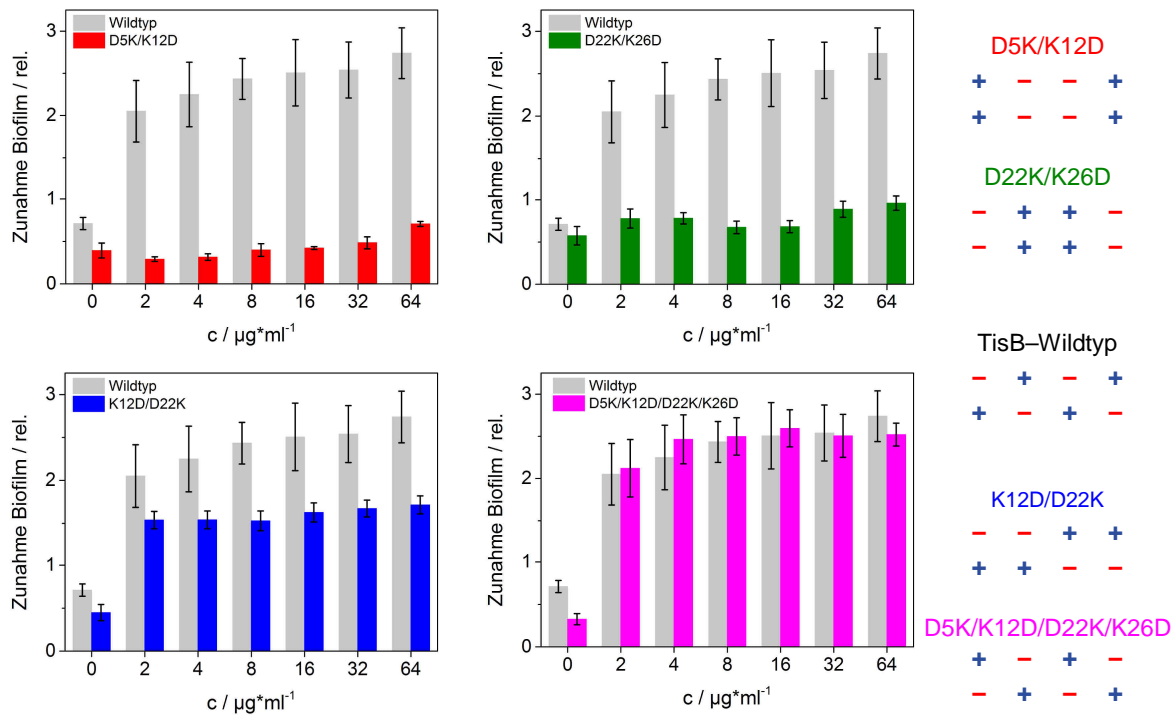 Wildtyp
D5K/K12D
Zunahme Biofilm / rel.
3
2
1
0
0 2 4 8 16 32 64
c / µg*ml⁻¹
Wildtyp
D22K/K26D
Zunahme Biofilm / rel.
3
2
1
0
0 2 4 8 16 32 64
c / µg*ml⁻¹
D5K/K12D
+ − − +
+ − − +
D22K/K26D
− + + −
− + + −
Wildtyp
K12D/D22K
Zunahme Biofilm / rel.
3
2
1
0
0 2 4 8 16 32 64
c / µg*ml⁻¹
Wildtyp
D5K/K12D/D22K/K26D
Zunahme Biofilm / rel.
3
2
1
0
0 2 4 8 16 32 64
c / µg*ml⁻¹
TisB–Wildtyp
− + − +
+ − + −
K12D/D22K
− − + +
+ + − −
D5K/K12D/D22K/K26D
+ − + −
− + − +